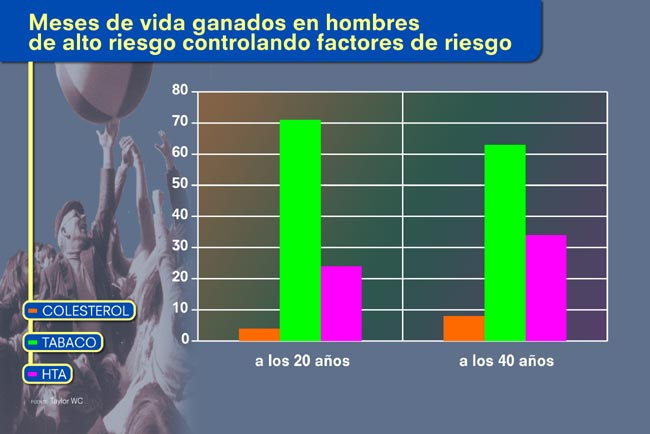 Meses de vida ganados en hombres
de alto riesgo controlando factores de riesgo
80
70
60
50
40
30
20
10
0
a los 20 años
a los 40 años
COLESTEROL
TABACO
HTA
FUENTE: Taylor WC